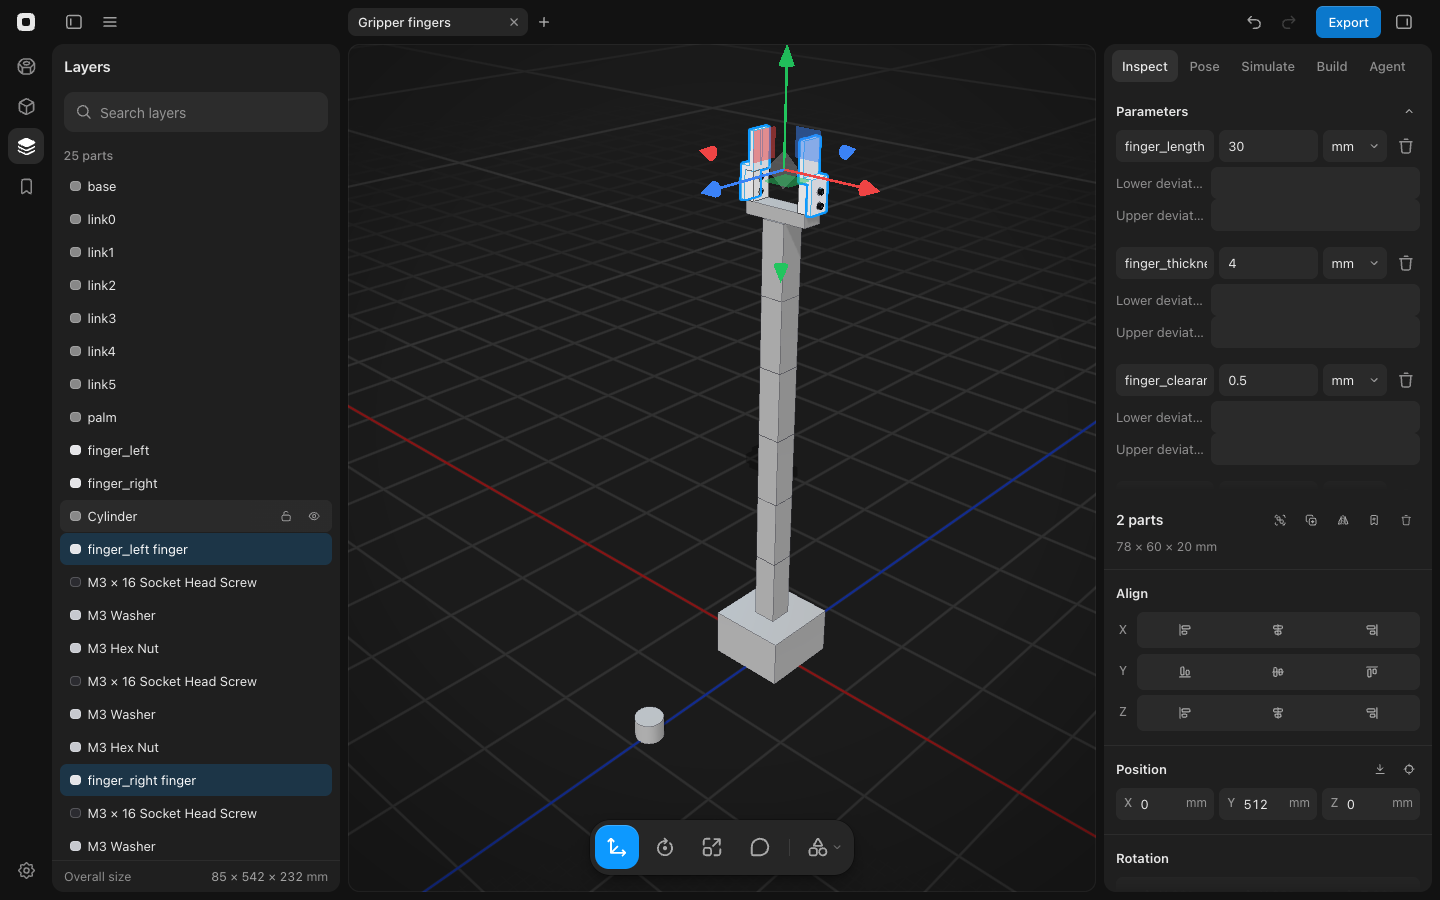 Gripper fingers
Export
Layers
Search layers
25 parts
base
link0
link1
link2
link3
link4
link5
palm
finger_left
finger_right
Cylinder
finger_left finger
M3 × 16 Socket Head Screw
M3 Washer
M3 Hex Nut
M3 × 16 Socket Head Screw
M3 Washer
M3 Hex Nut
finger_right finger
M3 × 16 Socket Head Screw
M3 Washer
Overall size 85 × 542 × 232 mm
Inspect Pose Simulate Build Agent
Parameters
finger_length 30 mm
Lower deviat...
Upper deviat...
finger_thickne 4 mm
Lower deviat...
Upper deviat...
finger_clearar 0.5 mm
Lower deviat...
Upper deviat...
2 parts
78 × 60 × 20 mm
Align
X
Y
Z
Position
X 0 mm Y 512 mm Z 0 mm
Rotation